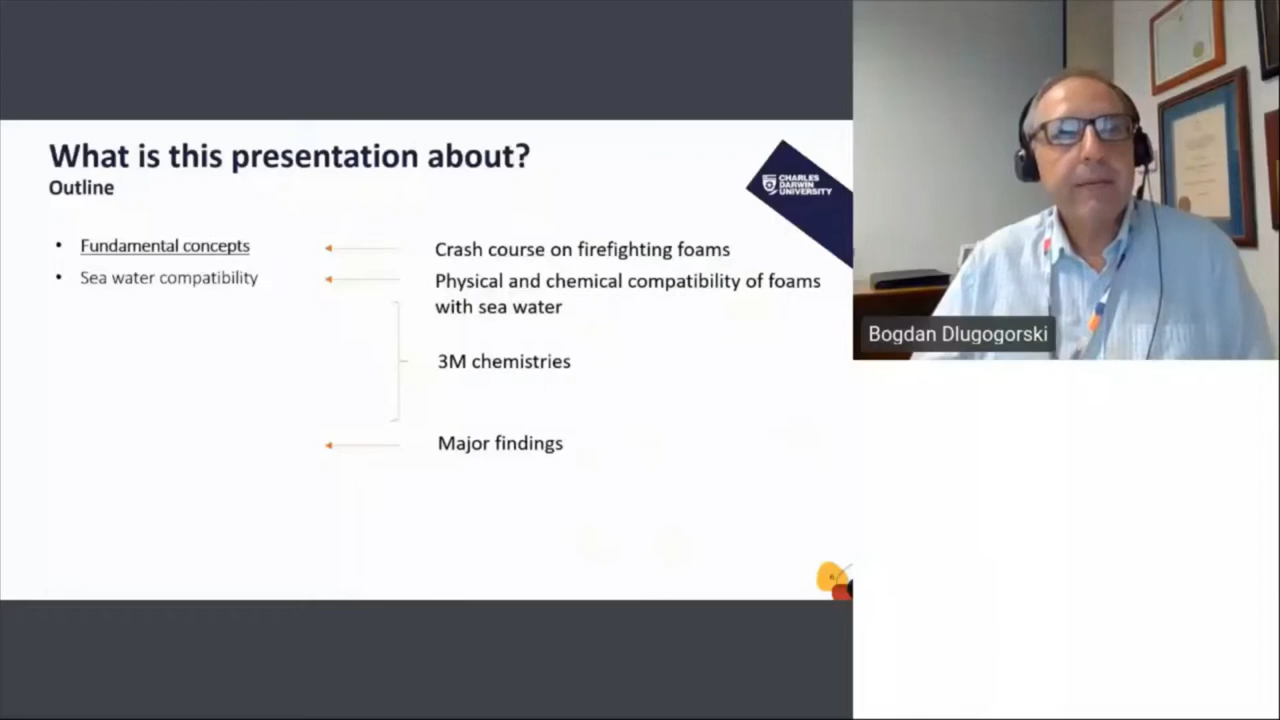 What is this presentation about?
Outline
CHARLES
DARWIN
UNIVERSITY
• Fundamental concepts
Crash course on firefighting foams
• Sea water compatibility
Physical and chemical compatibility of foams
with sea water
3M chemistries
Major findings
6
Bogdan Dlugogorski